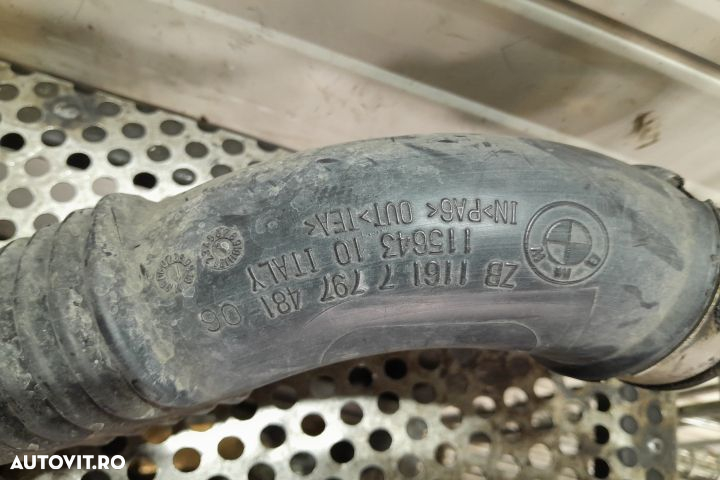 BMW
ZB 1161 7 797 481-06
115643 10 ITALY
IN>PA6< OUT>TEA<
AUTOVIT.RO